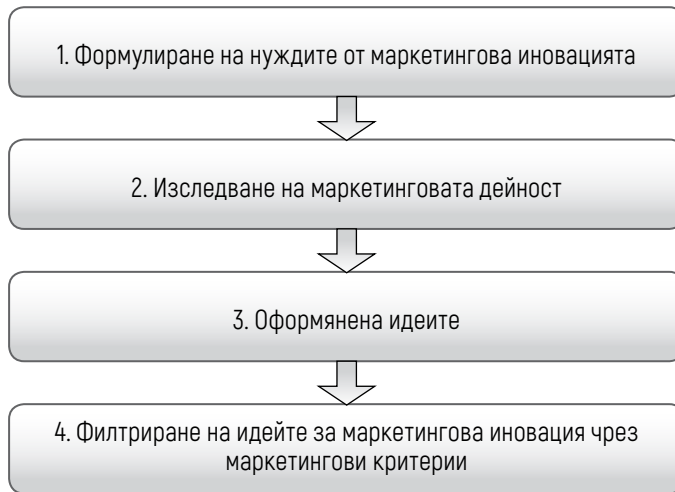 1. Формулиране на нуждите от маркетингова иновацията
2. Изследване на маркетинговата дейност
3. Оформянена идеите
4. Филтриране на идейте за маркетингова иновация чрез
маркетингови критерии